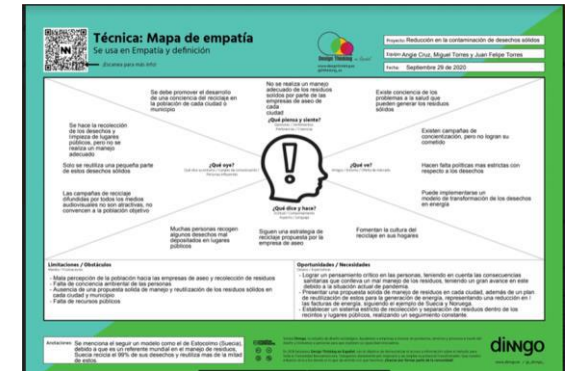 Técnica: Mapa de empatía
Se usa en Empatía y definición
¡Escanea para más info!
Design Thinking en Español
Proyecto: Reducción en la contaminación de desechos sólidos
Equipo: Angie Cruz, Miguel Torres y Juan Felipe Torres
Fecha: Septiembre 29 de 2020
Se debe promover el desarrollo
de una conciencia del reciclaje en
la población de cada ciudad o
municipio
No se realiza un manejo
adecuado de los residuos
solidos por parte de las
empresas de aseo de
cada
ciudad
Existe conciencia de los
problemas a la salud que
pueden generar los residuos
sólidos
¿Qué piensa y siente?
Se hace la recolección
de los desechos y
limpieza de lugares
públicos, pero no se
realiza un manejo
adecuado
Existen campañas de
concientización, pero no logran su
cometido
Solo se reutiliza una pequeña parte
de estos desechos sólidos
¿Qué oye?
¿Qué ve?
Hacen falta políticas mas estrictas con
respecto a los desechos
Las campañas de reciclaje
difundidas por todos los medios
audiovisuales no son atractivas, no
convencen a la población objetivo
Puede implementarse un
modelo de transformación de los desechos
en energía
¿Qué dice y hace?
Muchas personas recogen
algunos desechos mal
depositados en lugares
públicos
Siguen una estrategia de
reciclaje propuesta por la
empresa de aseo
Fomentan la cultura del
reciclaje en sus hogares
Limitaciones / Obstáculos
- Mala percepción de la población hacia las empresas de aseo y recolección de residuos
- Falta de conciencia ambiental de las personas
- Ausencia de una propuesta solida de manejo y reutilización de los residuos sólidos en
cada ciudad y municipio
- Falta de recursos públicos
Oportunidades / Necesidades
- Lograr un pensamiento crítico en las personas, teniendo en cuenta las consecuencias
sanitarias que conlleva un mal manejo de los residuos, teniendo un gran avance en este
debido a la situación actual de pandemia.
- Presentar una propuesta solida de manejo de residuos en cada ciudad, además de un plan
de reutilización de estos para la generación de energía, representando una reducción en l
las facturas de energía, siguiendo el ejemplo de Suecia y Noruega.
- Establecer un sistema estricto de recolección y separación de residuos dentro de los
recintos y lugares públicos, realizando un seguimiento constante.
Anotaciones: Se menciona el seguir un modelo como el de Estocolmo (Suecia),
debido a que es un referente mundial en el manejo de residuos,
Suecia recicla el 99% de sus desechos y reutiliza mas de la mitad
de estos
dinngo